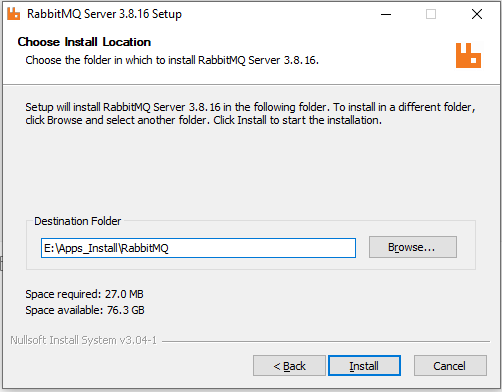 RabbitMQ Server 3.8.16 Setup
Choose Install Location
Choose the folder in which to install RabbitMQ Server 3.8.16.
Setup will install RabbitMQ Server 3.8.16 in the following folder. To install in a different folder,
click Browse and select another folder. Click Install to start the installation.
Destination Folder
E:\Apps_Install\RabbitMQ
Browse...
Space required: 27.0 MB
Space available: 76.3 GB
Nullsoft Install System v3.04-1
< Back
Install
Cancel